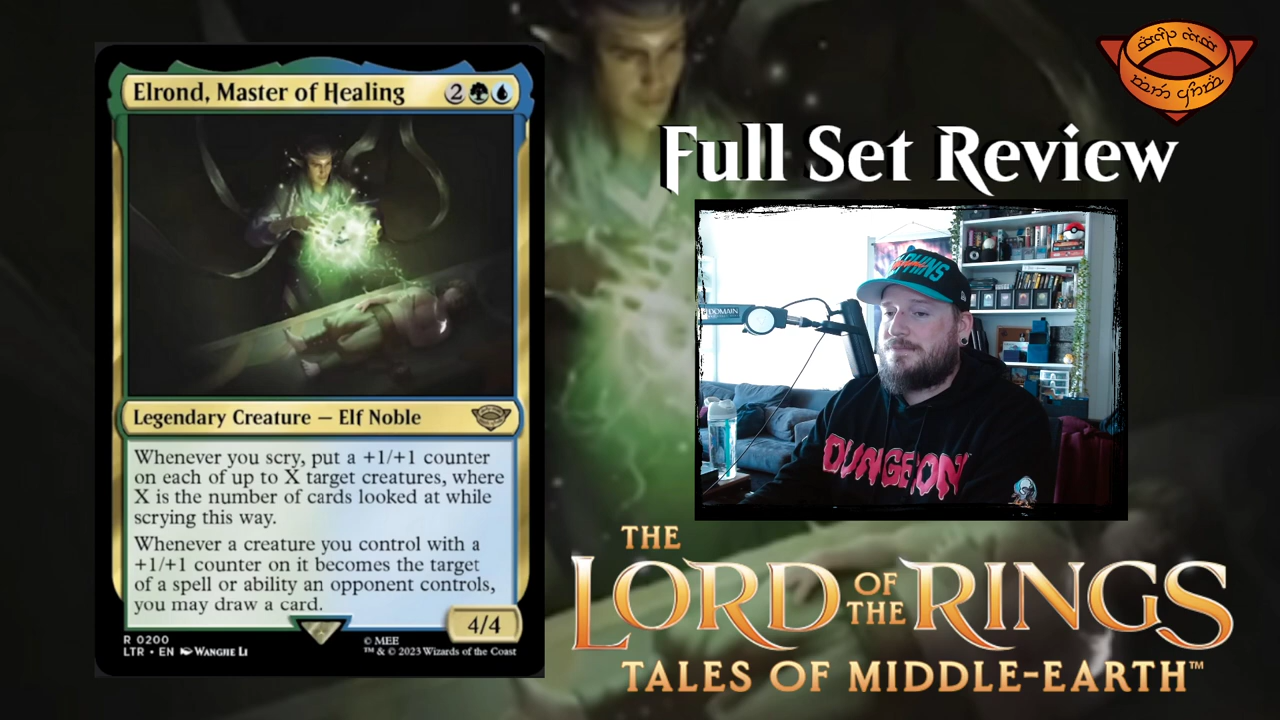 Elrond, Master of Healing
2
Legendary Creature — Elf Noble
Whenever you scry, put a +1/+1 counter
on each of up to X target creatures, where
X is the number of cards looked at while
scrying this way.
Whenever a creature you control with a
+1/+1 counter on it becomes the target
of a spell or ability an opponent controls,
you may draw a card.
4/4
R 0200
LTR • EN Wangjie Li
© MEE
™ & © 2023 Wizards of the Coast
Full Set Review
DOMAIN
DUNGEON
THE
LORD OF THE RINGS
TALES OF MIDDLE-EARTH™